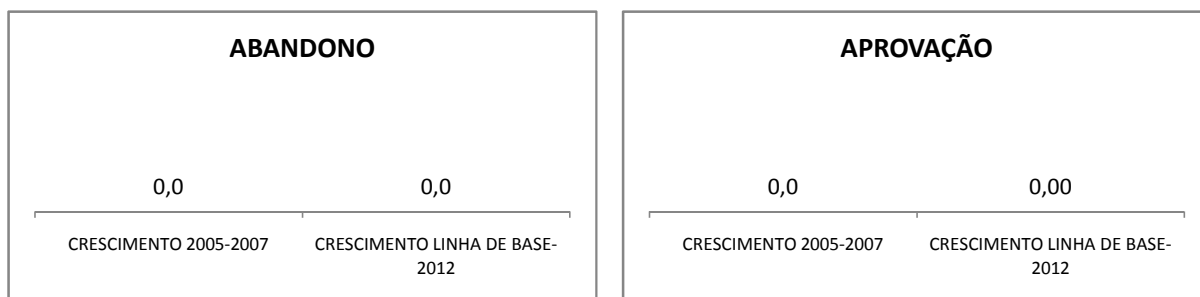 ABANDONO
0,0
0,0
CRESCIMENTO 2005-2007
CRESCIMENTO LINHA DE BASE-
2012
APROVAÇÃO
0,0
0,00
CRESCIMENTO 2005-2007
CRESCIMENTO LINHA DE BASE-
2012